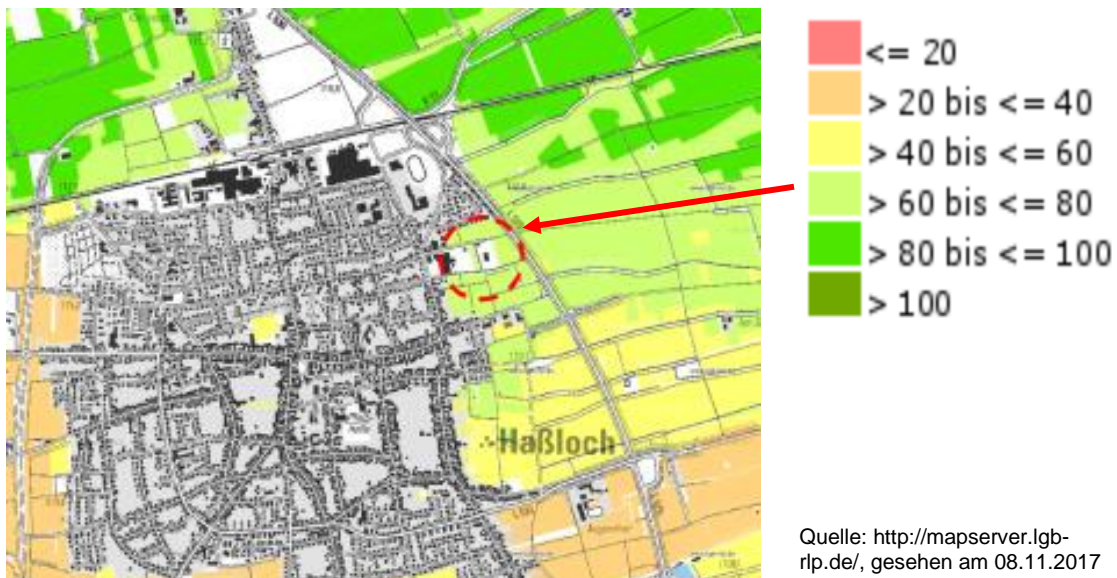 <= 20
> 20 bis <= 40
> 40 bis <= 60
> 60 bis <= 80
> 80 bis <= 100
> 100
Haßloch
Quelle: http://mapserver.lgb-
rlp.de/, gesehen am 08.11.2017